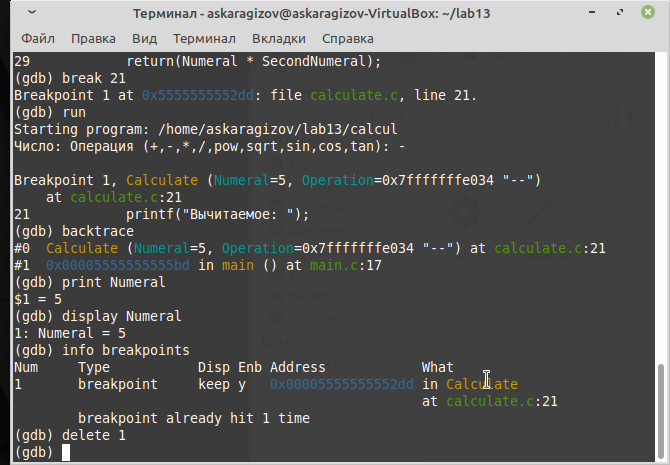 Терминал - askaragizov@askaragizov-VirtualBox: ~/lab13
Файл Правка Вид Терминал Вкладки Справка
29 return(Numeral * SecondNumeral);
(gdb) break 21
Breakpoint 1 at 0x5555555552dd: file calculate.c, line 21.
(gdb) run
Starting program: /home/askaragizov/lab13/calcul
Число: Операция (+,-,*,/,pow,sqrt,sin,cos,tan): -
Breakpoint 1, Calculate (Numeral=5, Operation=0x7fffffffe034 "--")
at calculate.c:21
21 printf("Вычитаемое: ");
(gdb) backtrace
#0 Calculate (Numeral=5, Operation=0x7fffffffe034 "--") at calculate.c:21
#1 0x00005555555555bd in main () at main.c:17
(gdb) print Numeral
$1 = 5
(gdb) display Numeral
1: Numeral = 5
(gdb) info breakpoints
Num Type Disp Enb Address What
1 breakpoint keep y 0x00005555555552dd in Calculate
at calculate.c:21
breakpoint already hit 1 time
(gdb) delete 1
(gdb)